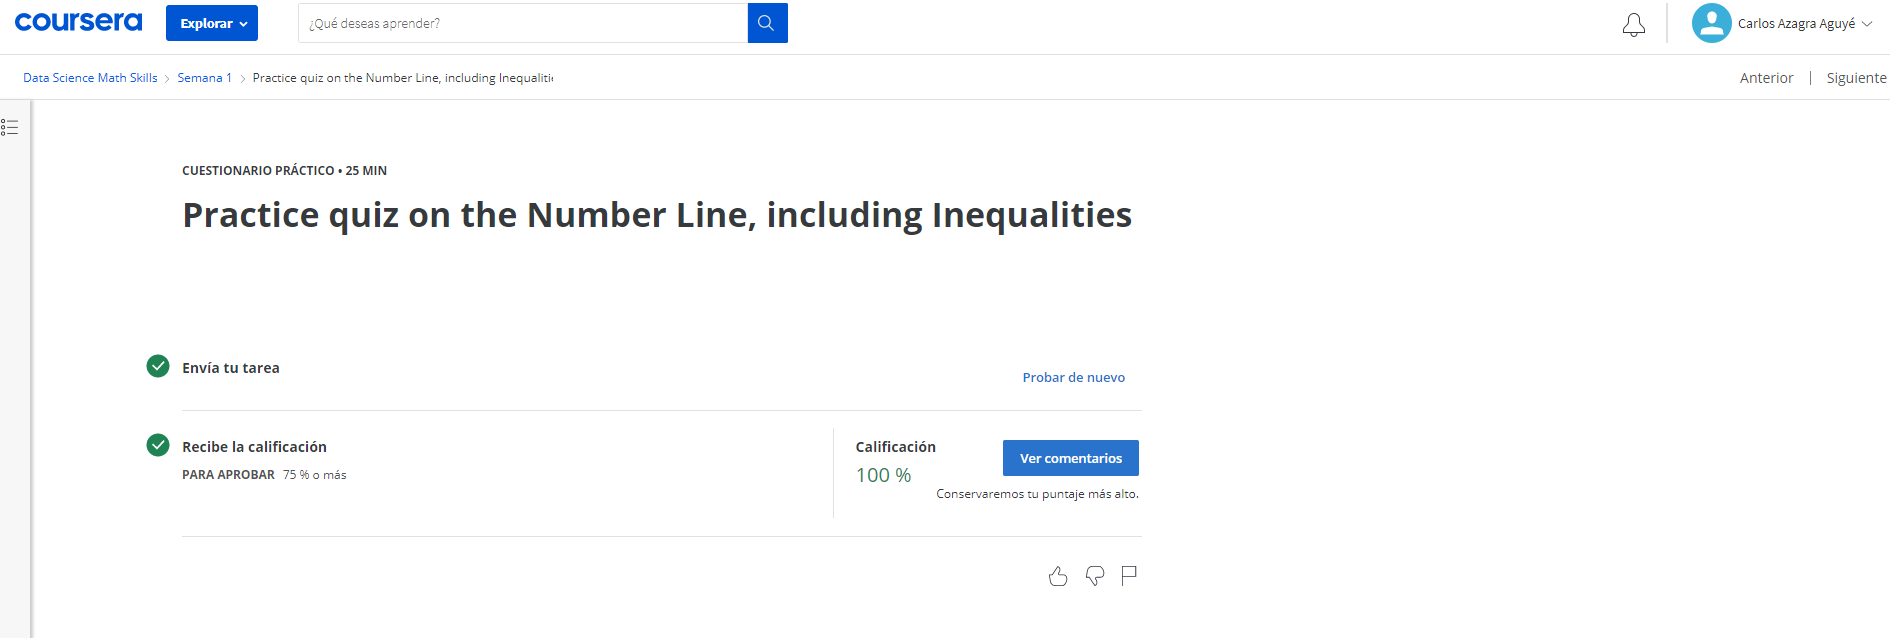 coursera
Explorar
¿Qué deseas aprender?
Carlos Azagra Aguyé
Data Science Math Skills > Semana 1 > Practice quiz on the Number Line, including
Anterior | Siguiente
CUESTIONARIO PRÁCTICO • 25 MIN
Practice quiz on the Number Line, including Inequalities
Envía tu tarea
Probar de nuevo
Recibe la calificación
PARA APROBAR 75 % o más
Calificación
100 %
Ver comentarios
Conservaremos tu puntaje más alto.